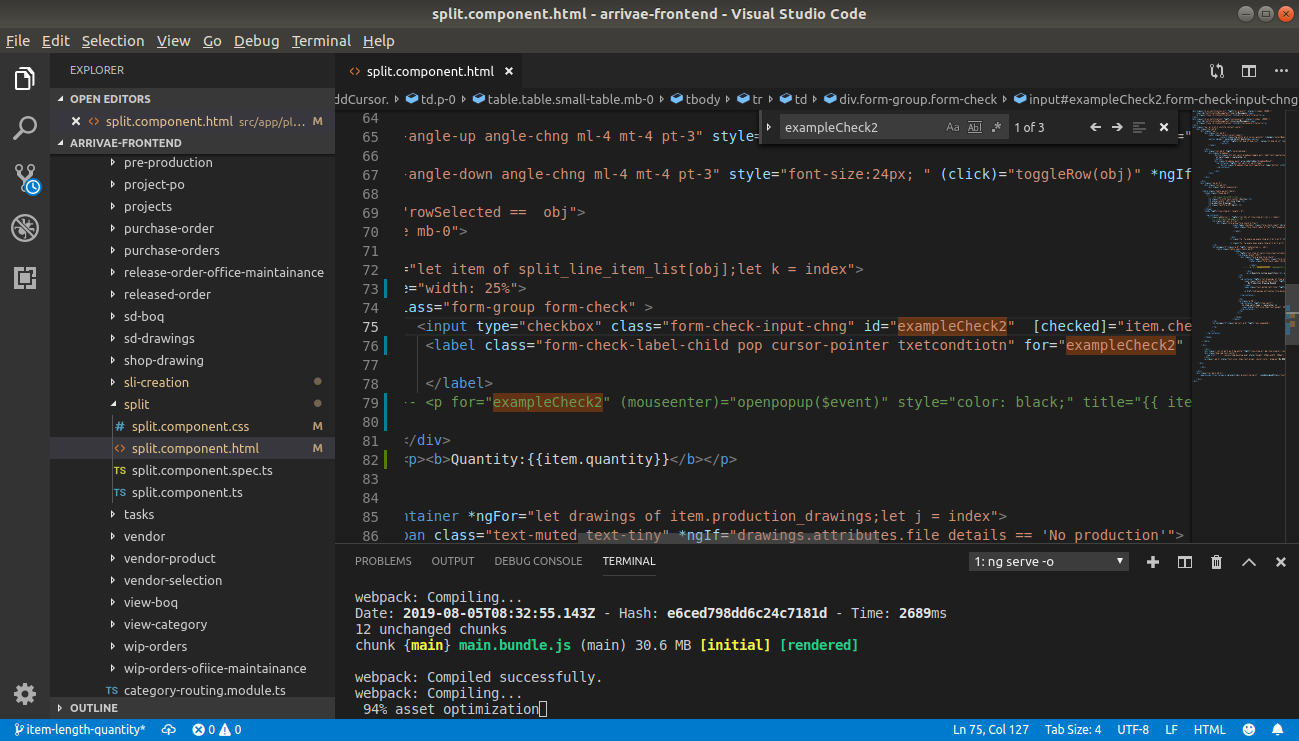 split.component.html - arrivae-frontend - Visual Studio Code
File Edit Selection View Go Debug Terminal Help
EXPLORER
OPEN EDITORS
split.component.html src/app/pl... M
ARRIVAE-FRONTEND
pre-production
project-po
projects
purchase-order
purchase-orders
release-order-office-maintainance
released-order
sd-boq
sd-drawings
shop-drawing
sli-creation
split
# split.component.css M
<> split.component.html M
TS split.component.spec.ts
TS split.component.ts
tasks
vendor
vendor-product
vendor-selection
view-boq
view-category
wip-orders
wip-orders-ofiice-maintainance
TS category-routing.module.ts
OUTLINE
<> split.component.html ×
ddCursor. td.p-0 table.table.small-table.mb-0 tbody tr td div.form-group.form-check input#exampleCheck2.form-check-input-chng
exampleCheck2 Aa Abl .* 1 of 3
64
65 -angle-up angle-chng ml-4 mt-4 pt-3" style="
66
67 -angle-down angle-chng ml-4 mt-4 pt-3" style="font-size:24px; " (click)="toggleRow(obj)" *ngIf
68
69 "rowSelected == obj">
70 e mb-0">
71
72 ="let item of split_line_item_list[obj];let k = index">
73 e="width: 25%">
74 lass="form-group form-check" >
75 <input type="checkbox" class="form-check-input-chng" id="exampleCheck2" [checked]="item.che
76 <label class="form-check-label-child pop cursor-pointer txetcondtiotn" for="exampleCheck2"
77
78 </label>
79 -- <p for="exampleCheck2" (mouseenter)="openpopup($event)" style="color: black;" title="{{ ite
80
81 </div>
82 <p><b>Quantity:{{item.quantity}}</b></p>
83
84
85 ntainer *ngFor="let drawings of item.production_drawings;let j = index">
86 pan class="text-muted text-tiny" *ngIf="drawings.attributes.file_details == 'No production'">
PROBLEMS OUTPUT DEBUG CONSOLE TERMINAL
1: ng serve -o
webpack: Compiling...
Date: 2019-08-05T08:32:55.143Z - Hash: e6ced798dd6c24c7181d - Time: 2689ms
12 unchanged chunks
chunk {main} main.bundle.js (main) 30.6 MB [initial] [rendered]
webpack: Compiled successfully.
webpack: Compiling...
94% asset optimization
item-length-quantity* 0 0 Ln 75, Col 127 Tab Size: 4 UTF-8 LF HTML